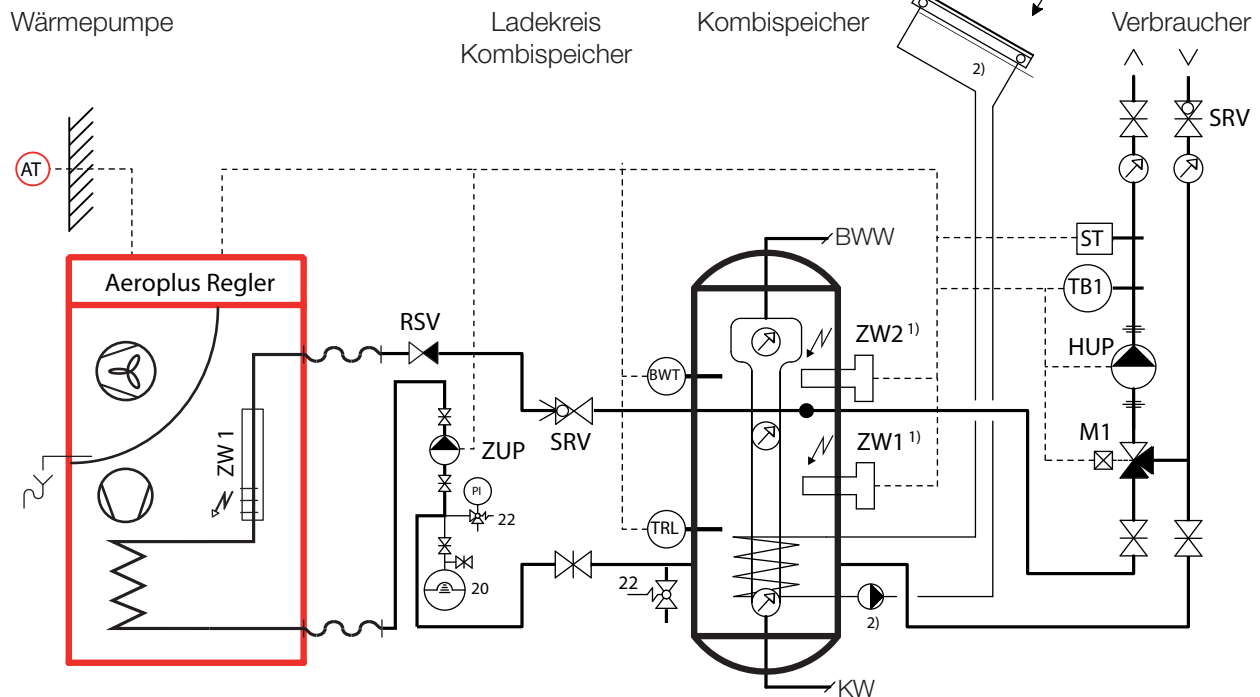 Wärmepumpe
Ladekreis
Kombispeicher
Kombispeicher
Verbraucher
2)
SRV
AT
BWW
ST
Aeroplus Regler
TB1
RSV
ZW2 1)
HUP
BWT
SRV
ZW1 1)
M1
ZW 1
ZUP
PI
22
TRL
20
22
2)
KW